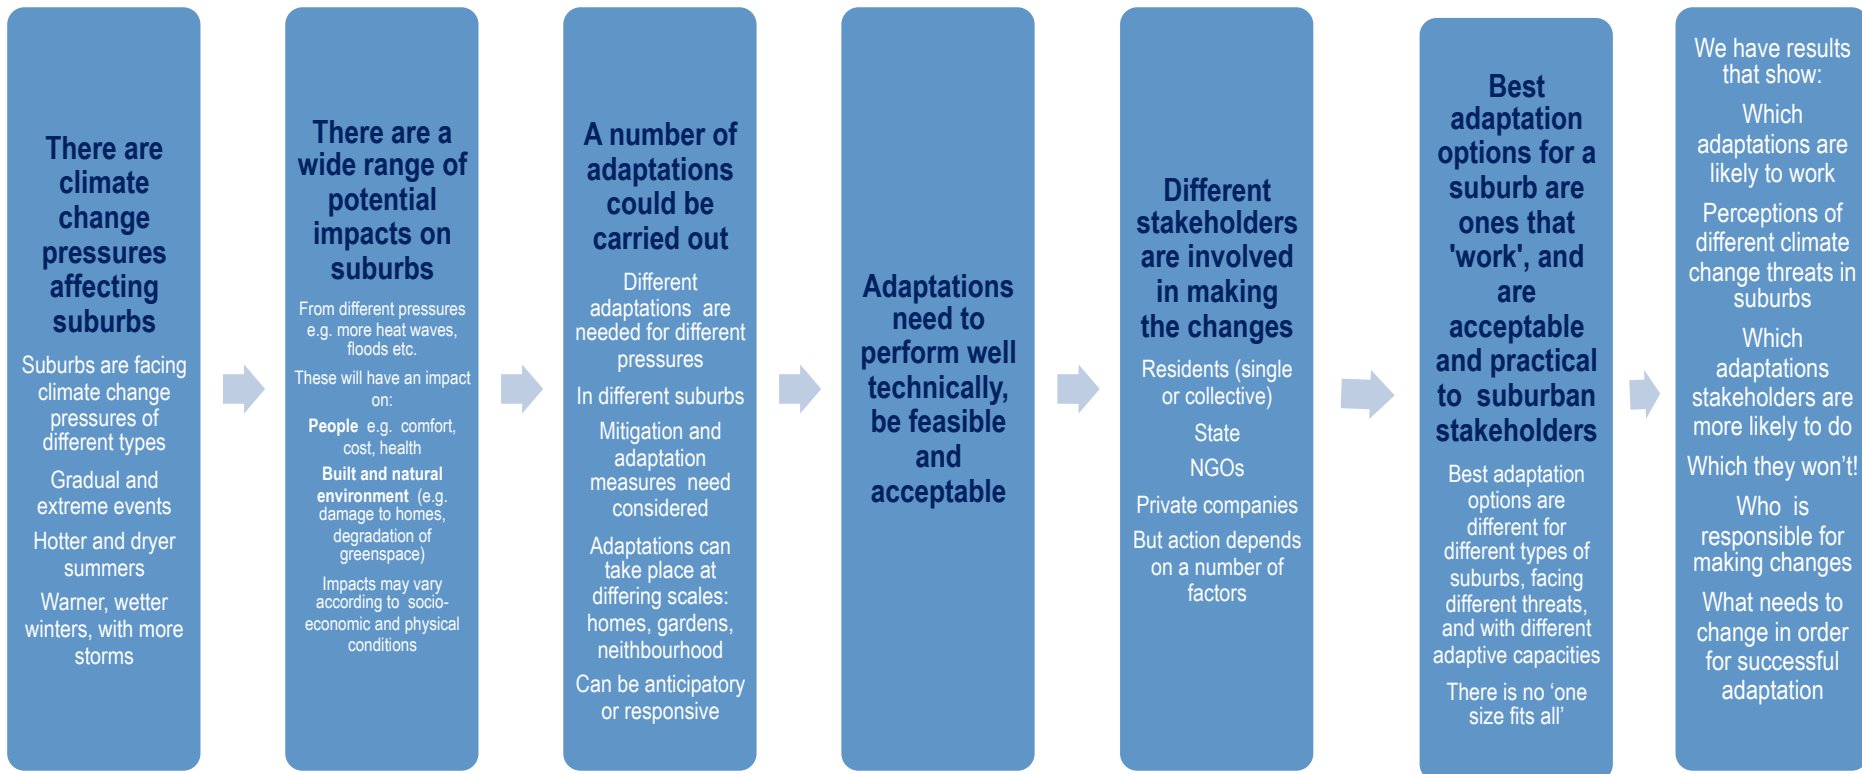 There are
climate
change
pressures
affecting
suburbs
Suburbs are facing
climate change
pressures of
different types
Gradual and
extreme events
Hotter and dryer
summers
Warner, wetter
winters, with more
storms
There are a
wide range of
potential
impacts on
suburbs
From different pressures
e.g. more heat waves,
floods etc.
These will have an impact
on:
People e.g. comfort,
cost, health
Built and natural
environment (e.g.
damage to homes,
degradation of
greenspace)
Impacts may vary
according to socio-
economic and physical
conditions
A number of
adaptations
could be
carried out
Different
adaptations are
needed for different
pressures
In different suburbs
Mitigation and
adaptation
measures need
considered
Adaptations can
take place at
differing scales:
homes, gardens,
neithbourhood
Can be anticipatory
or responsive
Adaptations
need to
perform well
technically,
be feasible
and
acceptable
Different
stakeholders
are involved
in making
the changes
Residents (single
or collective)
State
NGOs
Private companies
But action depends
on a number of
factors
Best
adaptation
options for a
suburb are
ones that
'work', and
are
acceptable
and practical
to suburban
stakeholders
Best adaptation
options are
different for
different types of
suburbs, facing
different threats,
and with different
adaptive capacities
There is no ‘one
size fits all’
We have results
that show:
Which
adaptations are
likely to work
Perceptions of
different climate
change threats in
suburbs
Which
adaptations
stakeholders are
more likely to do
Which they won’t!
Who is
responsible for
making changes
What needs to
change in order
for successful
adaptation